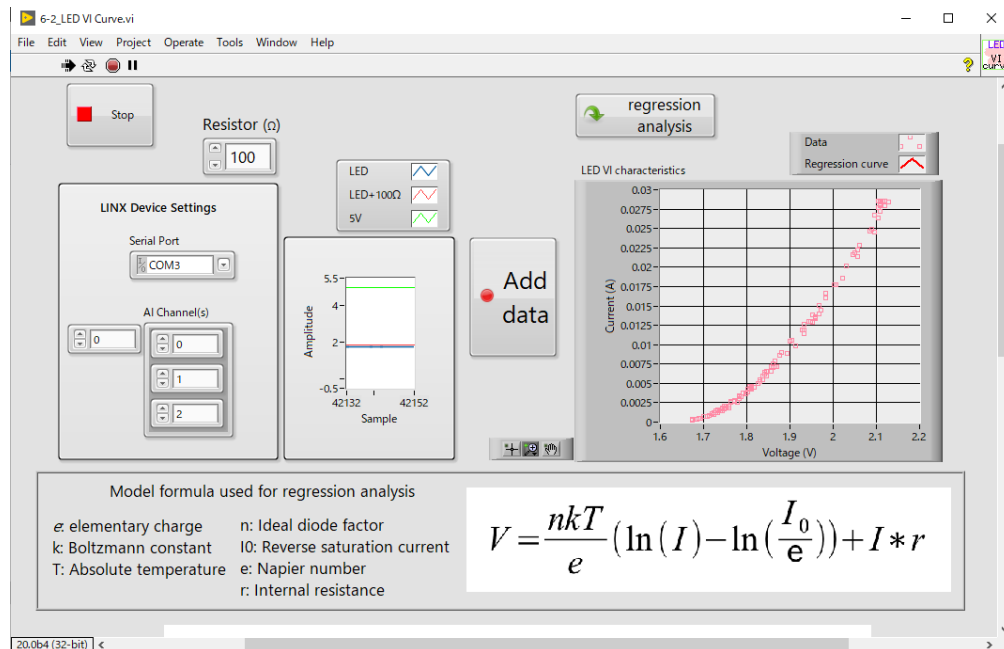 6-2_LED VI Curve.vi
File Edit View Project Operate Tools Window Help
LED
VI
curv
Stop
Resistor (Ω)
100
regression
analysis
Data
Regression curve
LED
LED+100Ω
5V
LINX Device Settings
Serial Port
I/O COM3
AI Channel(s)
0
0
1
2
5.5
4
2
-0.5
Amplitude
42132 42152
Sample
Add
data
LED VI characteristics
0.03
0.0275
0.025
0.0225
0.02
0.0175
0.015
0.0125
0.01
0.0075
0.005
0.0025
0
Current (A)
1.6 1.7 1.8 1.9 2 2.1 2.2
Voltage (V)
Model formula used for regression analysis
e: elementary charge
k: Boltzmann constant
T: Absolute temperature
n: Ideal diode factor
I0: Reverse saturation current
e: Napier number
r: Internal resistance
V = nkT/e (ln(I) − ln(I₀/e)) + I * r
20.0b4 (32-bit)